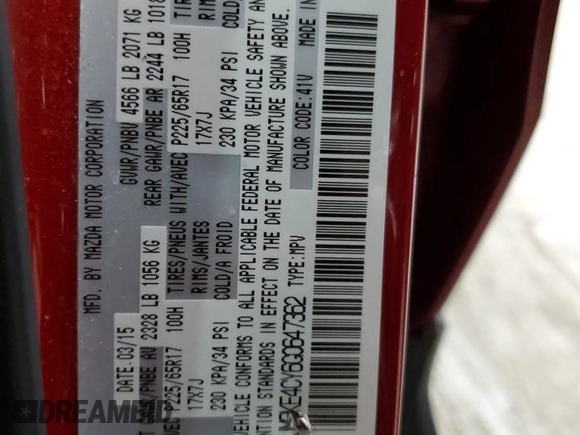 MFD. BY MAZDA MOTOR CORPORATION
DATE: 03/15 GVWR/PNBV 4566 LB 2071 KG
GAWR/PNBE AV 2328 LB 1056 KG REAR GAWR/PNBE AR 2244 LB 1018
P225/65R17 100H TIRES/PNEUS WITH/AVEC P225/65R17 100H
17X7J RIMS/JANTES 17X7J RIMS
230 KPA/34 PSI COLD/A FROID 230 KPA/34 PSI COLD/
VEHICLE CONFORMS TO ALL APPLICABLE FEDERAL MOTOR VEHICLE SAFETY AN
STANDARDS IN EFFECT ON THE DATE OF MANUFACTURE SHOWN ABOVE.
TYPE: MPV COLOR CODE: 41V
KE4CY6G0647362
DREAMBID